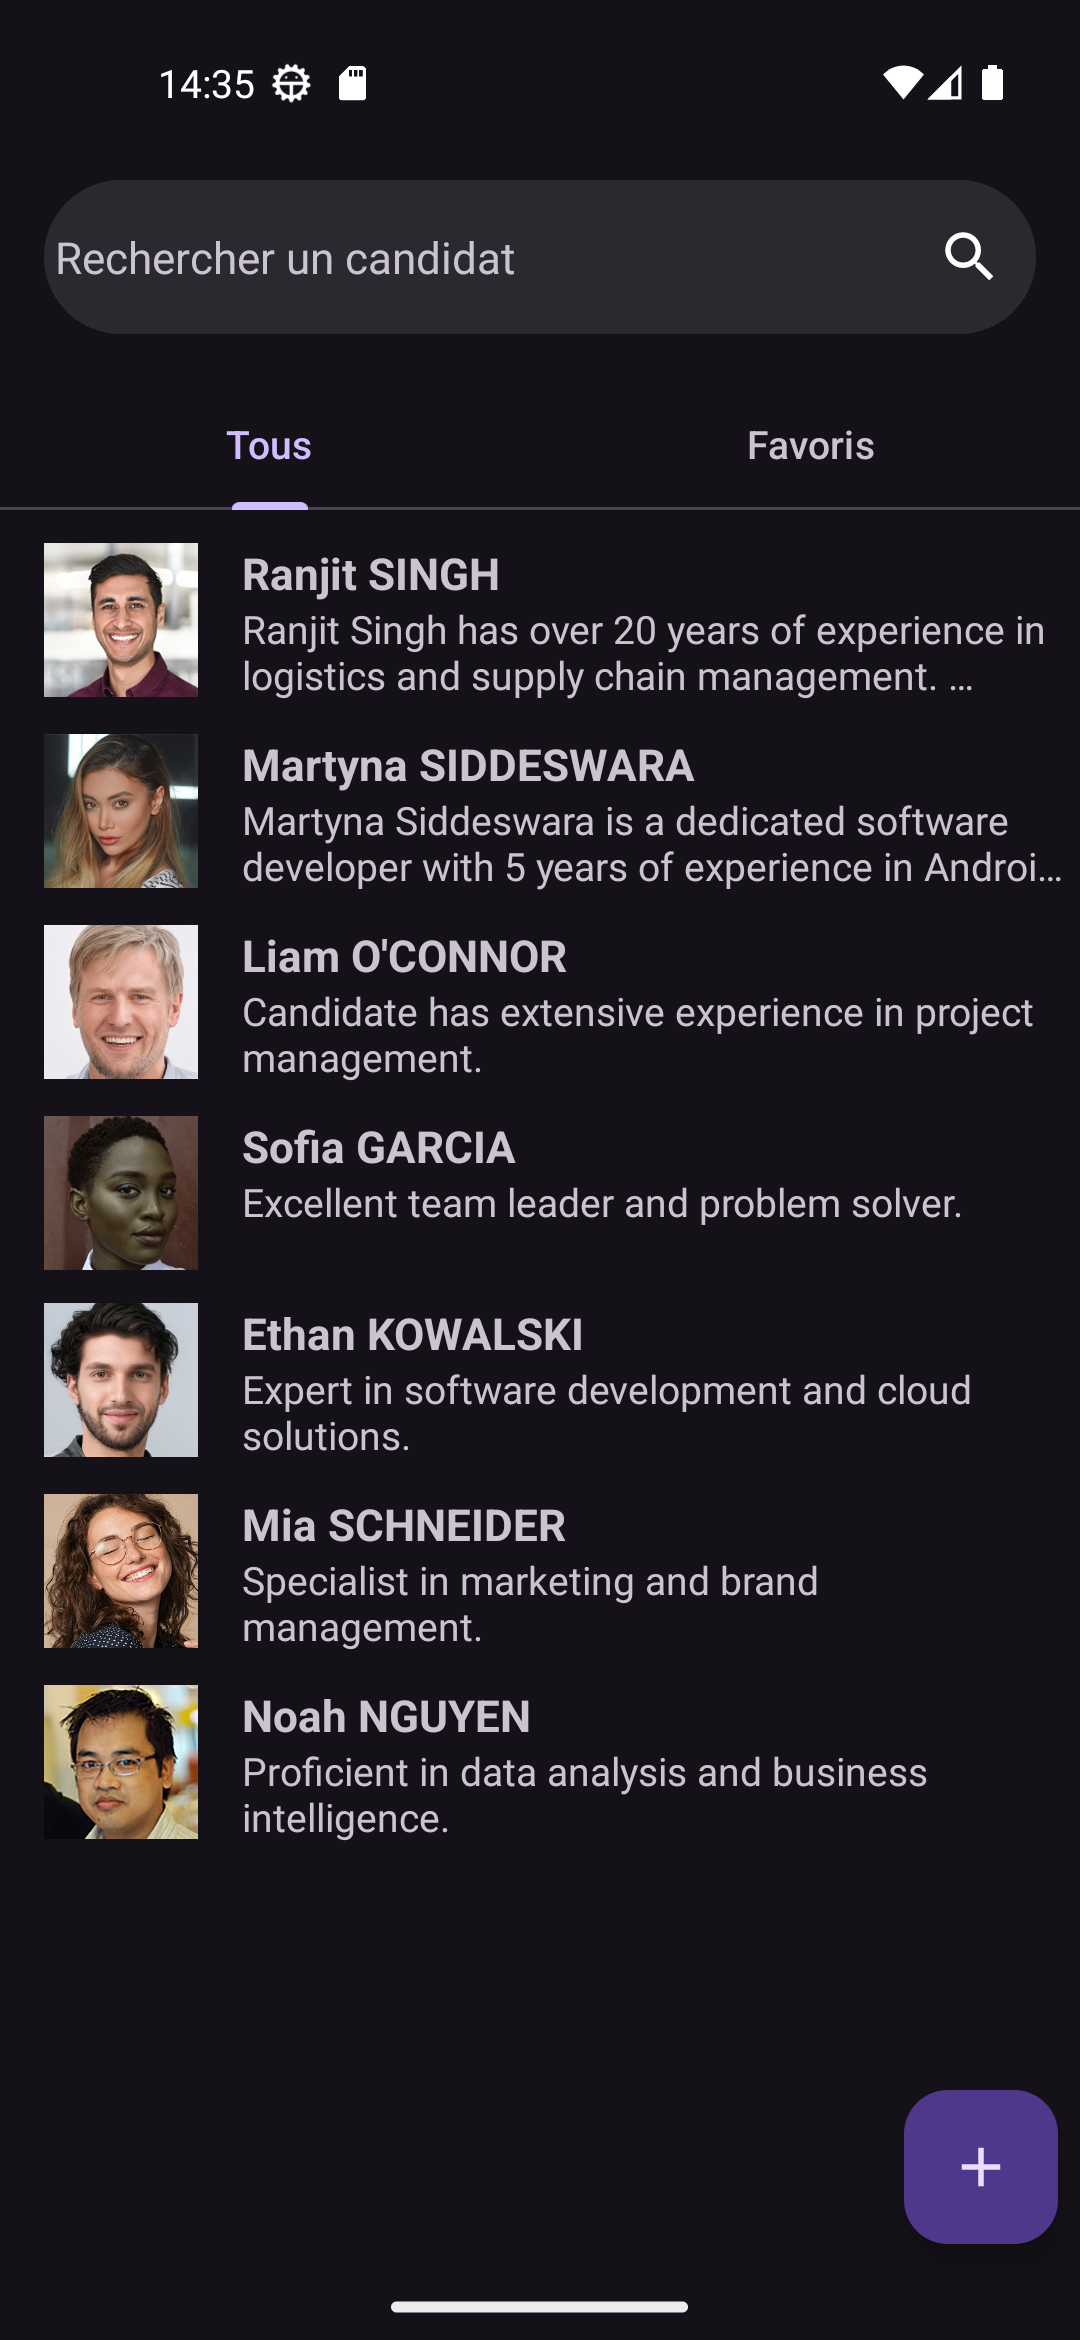 14:35
Rechercher un candidat
Tous
Favoris
Ranjit SINGH
Ranjit Singh has over 20 years of experience in
logistics and supply chain management. ...
Martyna SIDDESWARA
Martyna Siddeswara is a dedicated software
developer with 5 years of experience in Androi...
Liam O'CONNOR
Candidate has extensive experience in project
management.
Sofia GARCIA
Excellent team leader and problem solver.
Ethan KOWALSKI
Expert in software development and cloud
solutions.
Mia SCHNEIDER
Specialist in marketing and brand
management.
Noah NGUYEN
Proficient in data analysis and business
intelligence.